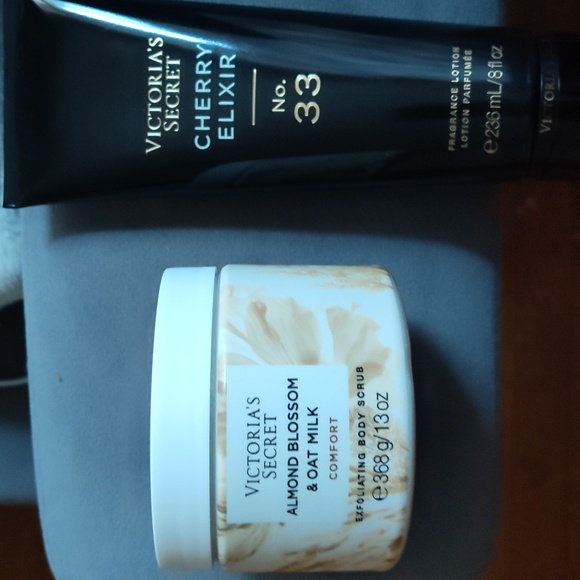 VICTORIA'S
SECRET
CHERRY
ELIXIR
No.
33
FRAGRANCE LOTION
LOTION PARFUMÉE
℮ 236 mL/8 fl oz
VICTORIA'S
SECRET
ALMOND BLOSSOM
& OAT MILK
COMFORT
EXFOLIATING BODY SCRUB
℮ 368 g/13 oz